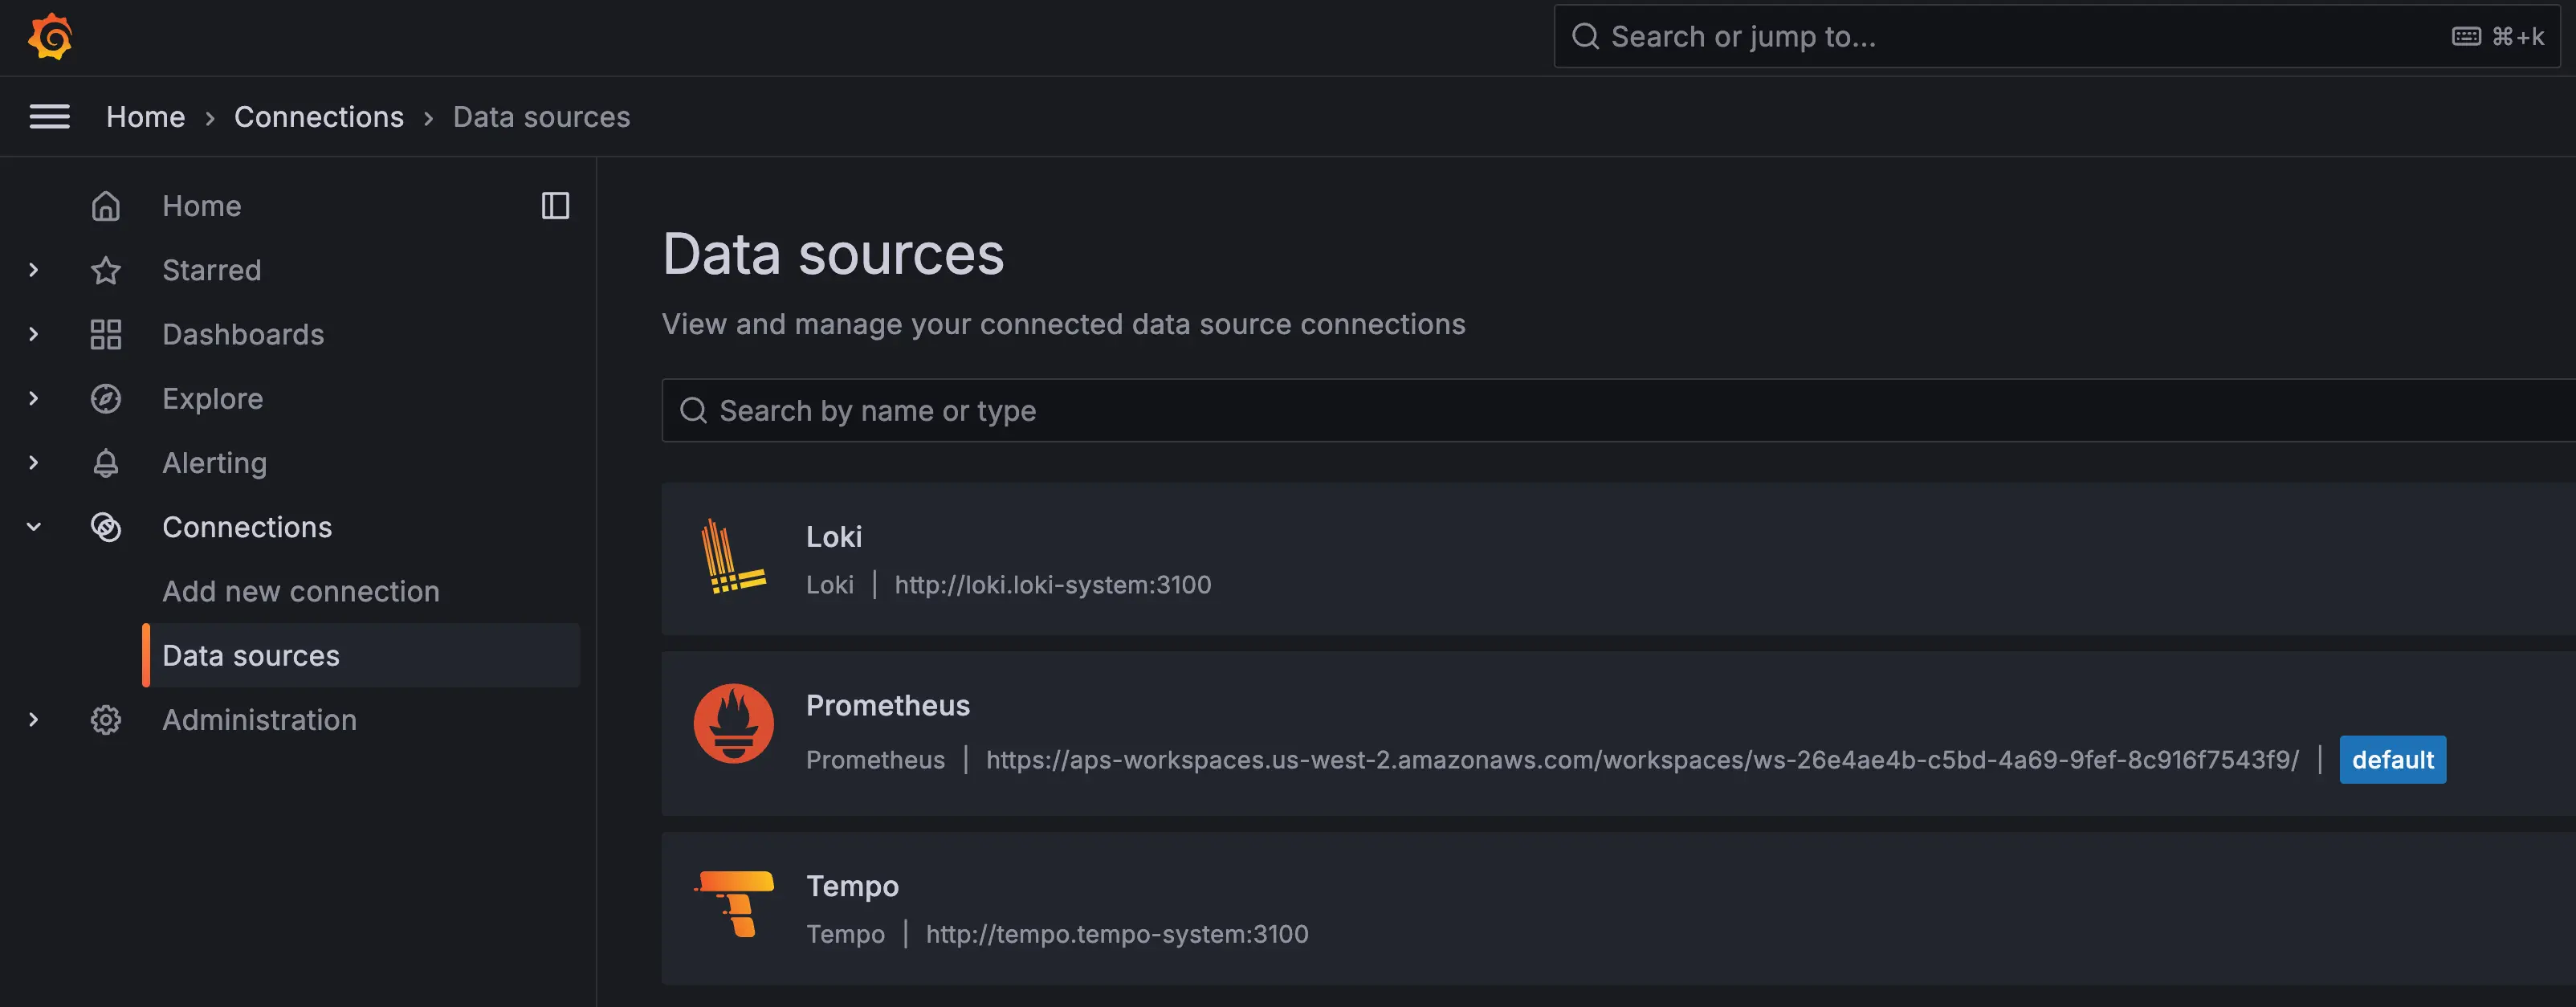 Search or jump to...
⌘+k
Home › Connections › Data sources
Home
Starred
Dashboards
Explore
Alerting
Connections
Add new connection
Data sources
Administration
Data sources
View and manage your connected data source connections
Search by name or type
Loki
Loki | http://loki.loki-system:3100
Prometheus
Prometheus | https://aps-workspaces.us-west-2.amazonaws.com/workspaces/ws-26e4ae4b-c5bd-4a69-9fef-8c916f7543f9/ | default
Tempo
Tempo | http://tempo.tempo-system:3100